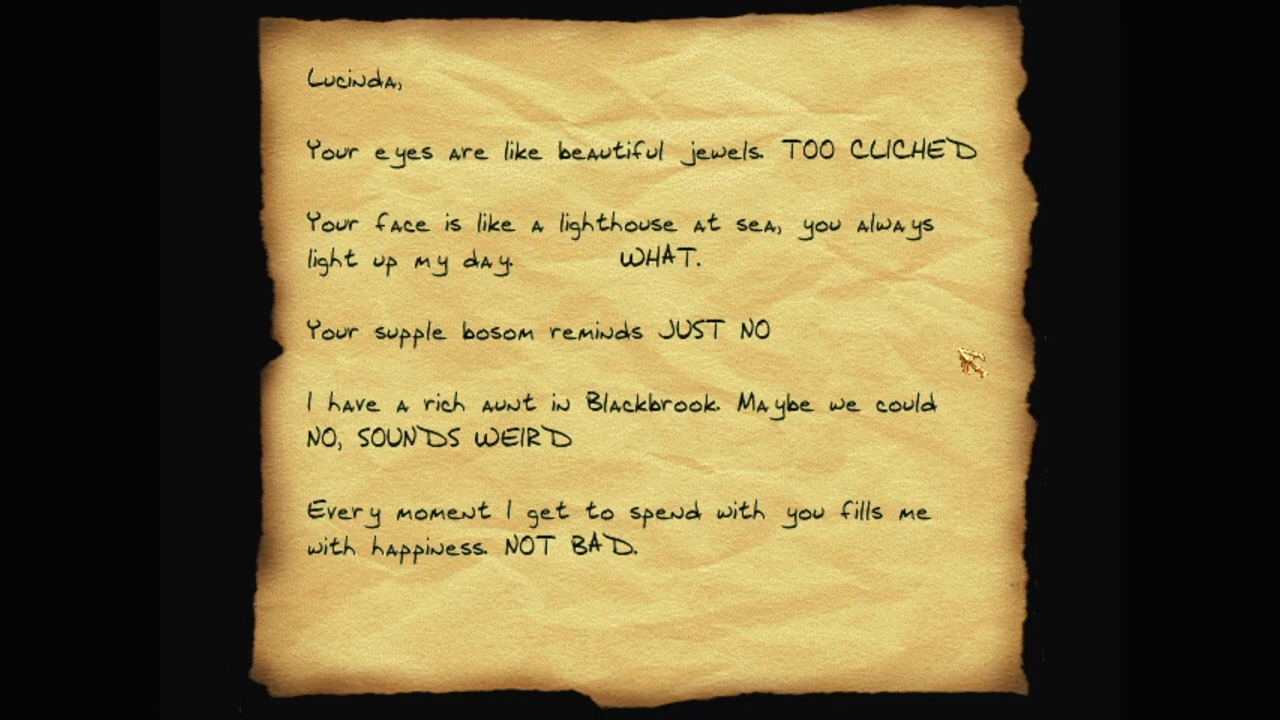 Lucinda,
Your eyes are like beautiful jewels. TOO CLICHED
Your face is like a lighthouse at sea, you always
light up my day. WHAT.
Your supple bosom reminds JUST NO
I have a rich aunt in Blackbrook. Maybe we could
NO, SOUNDS WEIRD
Every moment I get to spend with you fills me
with happiness. NOT BAD.